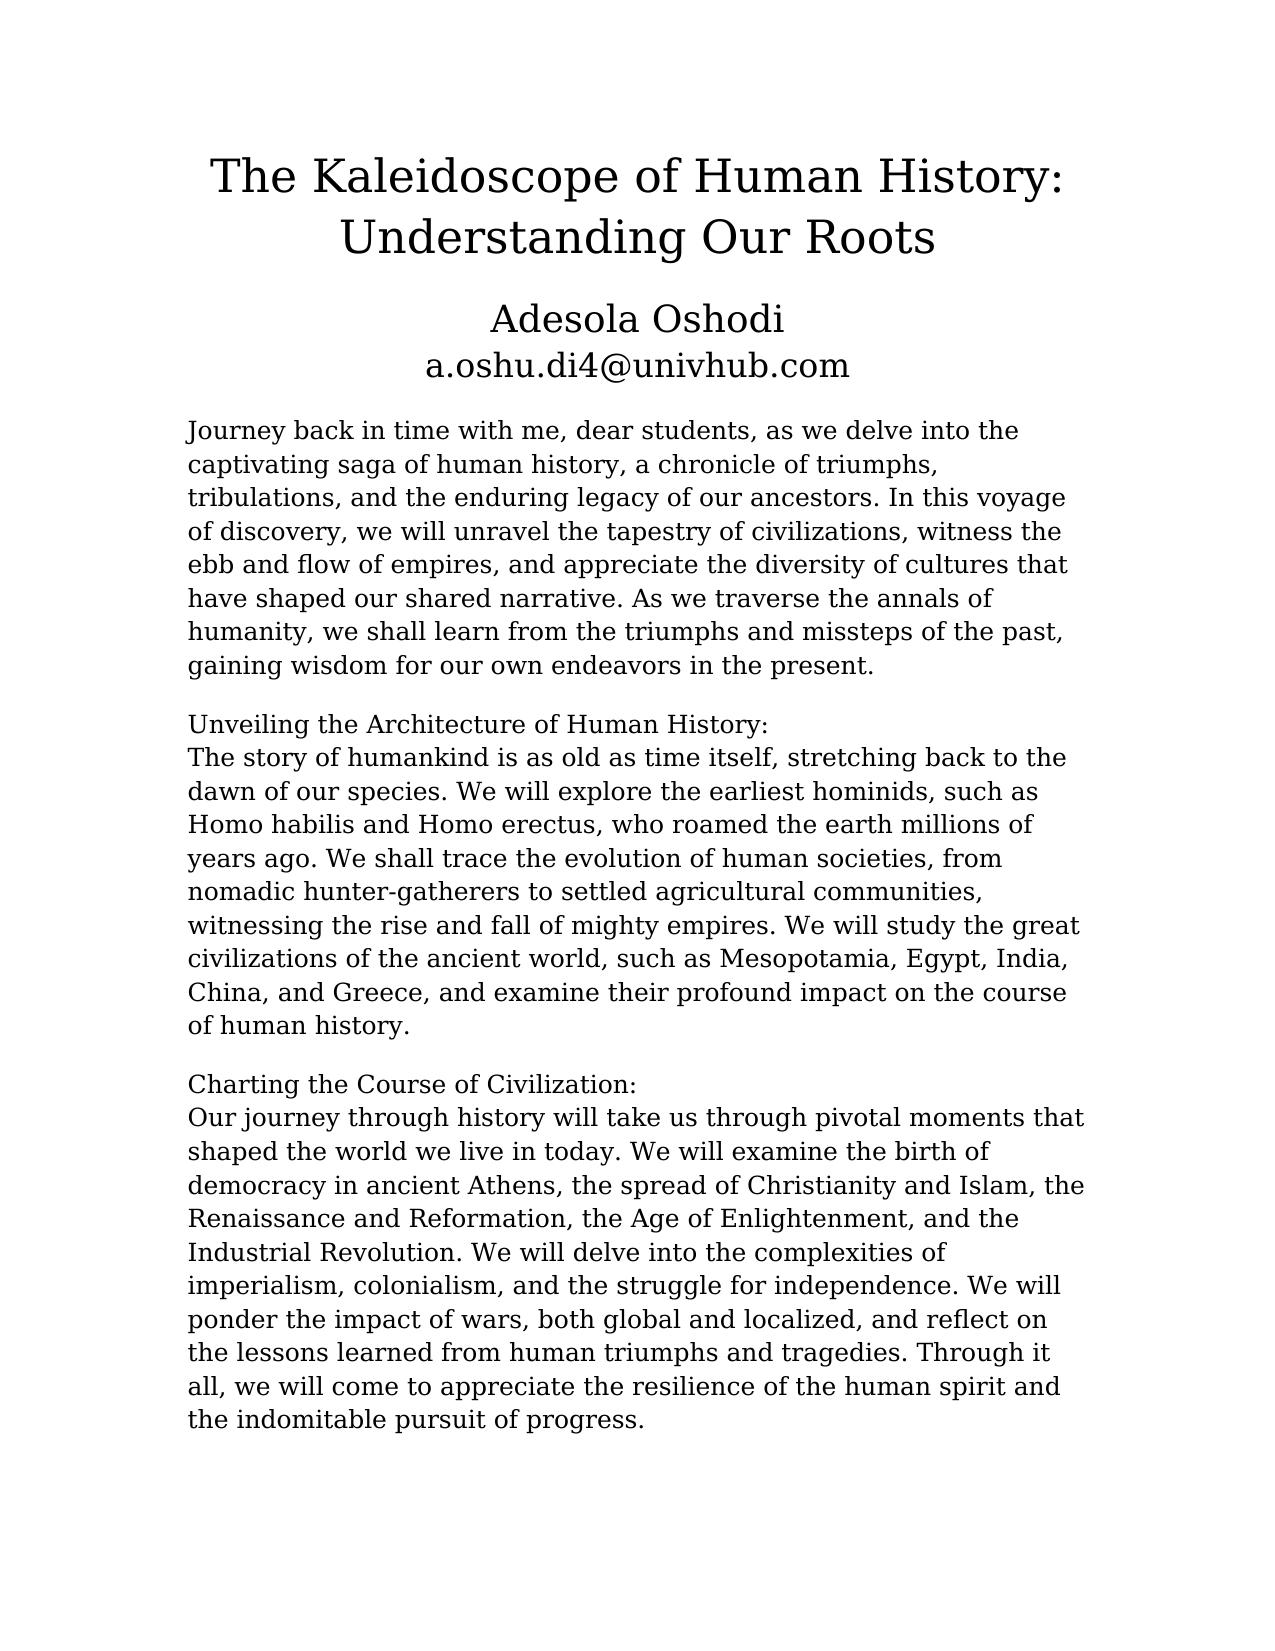 The Kaleidoscope of Human History:
Understanding Our Roots
Adesola Oshodi
a.oshu.di4@univhub.com
Journey back in time with me, dear students, as we delve into the
captivating saga of human history, a chronicle of triumphs,
tribulations, and the enduring legacy of our ancestors. In this voyage
of discovery, we will unravel the tapestry of civilizations, witness the
ebb and flow of empires, and appreciate the diversity of cultures that
have shaped our shared narrative. As we traverse the annals of
humanity, we shall learn from the triumphs and missteps of the past,
gaining wisdom for our own endeavors in the present.
Unveiling the Architecture of Human History:
The story of humankind is as old as time itself, stretching back to the
dawn of our species. We will explore the earliest hominids, such as
Homo habilis and Homo erectus, who roamed the earth millions of
years ago. We shall trace the evolution of human societies, from
nomadic hunter-gatherers to settled agricultural communities,
witnessing the rise and fall of mighty empires. We will study the great
civilizations of the ancient world, such as Mesopotamia, Egypt, India,
China, and Greece, and examine their profound impact on the course
of human history.
Charting the Course of Civilization:
Our journey through history will take us through pivotal moments that
shaped the world we live in today. We will examine the birth of
democracy in ancient Athens, the spread of Christianity and Islam, the
Renaissance and Reformation, the Age of Enlightenment, and the
Industrial Revolution. We will delve into the complexities of
imperialism, colonialism, and the struggle for independence. We will
ponder the impact of wars, both global and localized, and reflect on
the lessons learned from human triumphs and tragedies. Through it
all, we will come to appreciate the resilience of the human spirit and
the indomitable pursuit of progress.